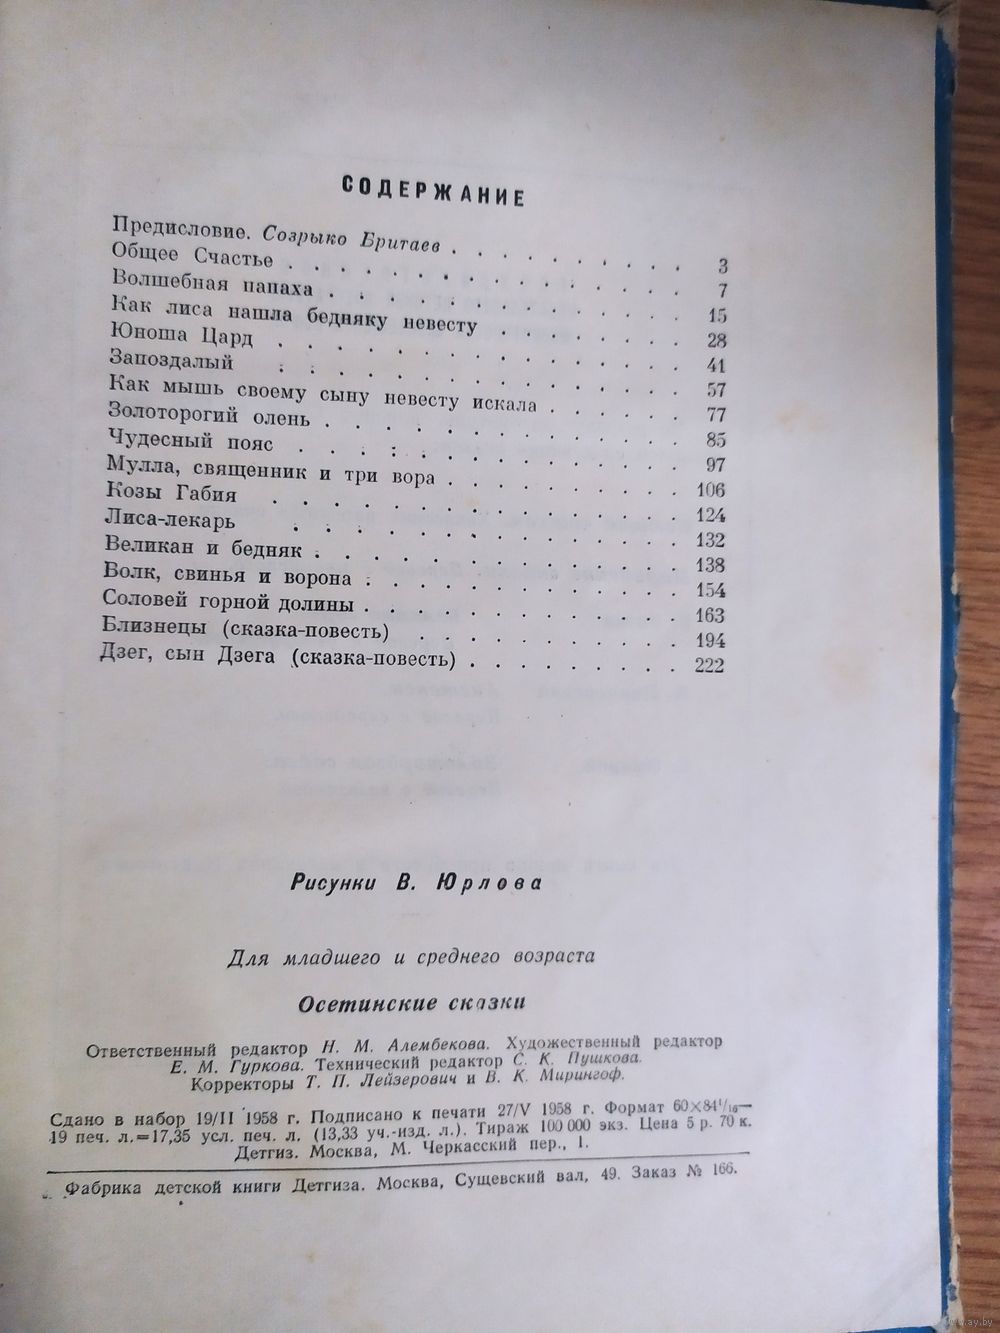 СОДЕРЖАНИЕ
Предисловие. Созрыко Бритаев . . . . . . . . . . 3
Общее Счастье . . . . . . . . . . . . . . . . 7
Волшебная папаха . . . . . . . . . . . . . . 15
Как лиса нашла бедняку невесту . . . . . . . . 28
Юноша Цард . . . . . . . . . . . . . . . 41
Запоздалый . . . . . . . . . . . . . . . 57
Как мышь своему сыну невесту искала . . . . . . 77
Золоторогий олень . . . . . . . . . . . . . . 85
Чудесный пояс . . . . . . . . . . . . . . . 97
Мулла, священник и три вора . . . . . . . . . 106
Козы Габия . . . . . . . . . . . . . . . 124
Лиса-лекарь . . . . . . . . . . . . . . . 132
Великан и бедняк . . . . . . . . . . . . . . 138
Волк, свинья и ворона . . . . . . . . . . . . 154
Соловей горной долины . . . . . . . . . . . . 163
Близнецы (сказка-повесть) . . . . . . . . . . 194
Дзег, сын Дзега (сказка-повесть) . . . . . . . . . 222
Рисунки В. Юрлова
Для младшего и среднего возраста
Осетинские сказки
Ответственный редактор Н. М. Алембекова. Художественный редактор
Е. М. Гуркова. Технический редактор С. К. Пушкова.
Корректоры Т. П. Лейзерович и В. К. Мирингоф.
Сдано в набор 19/II 1958 г. Подписано к печати 27/V 1958 г. Формат 60×84¹/₁₆—
19 печ. л.=17,35 усл. печ. л. (13,33 уч.-изд. л.). Тираж 100 000 экз. Цена 5 р. 70 к.
Детгиз. Москва, М. Черкасский пер., 1.
Фабрика детской книги Детгиза. Москва, Сущевский вал, 49. Заказ № 166.
www.ay.by